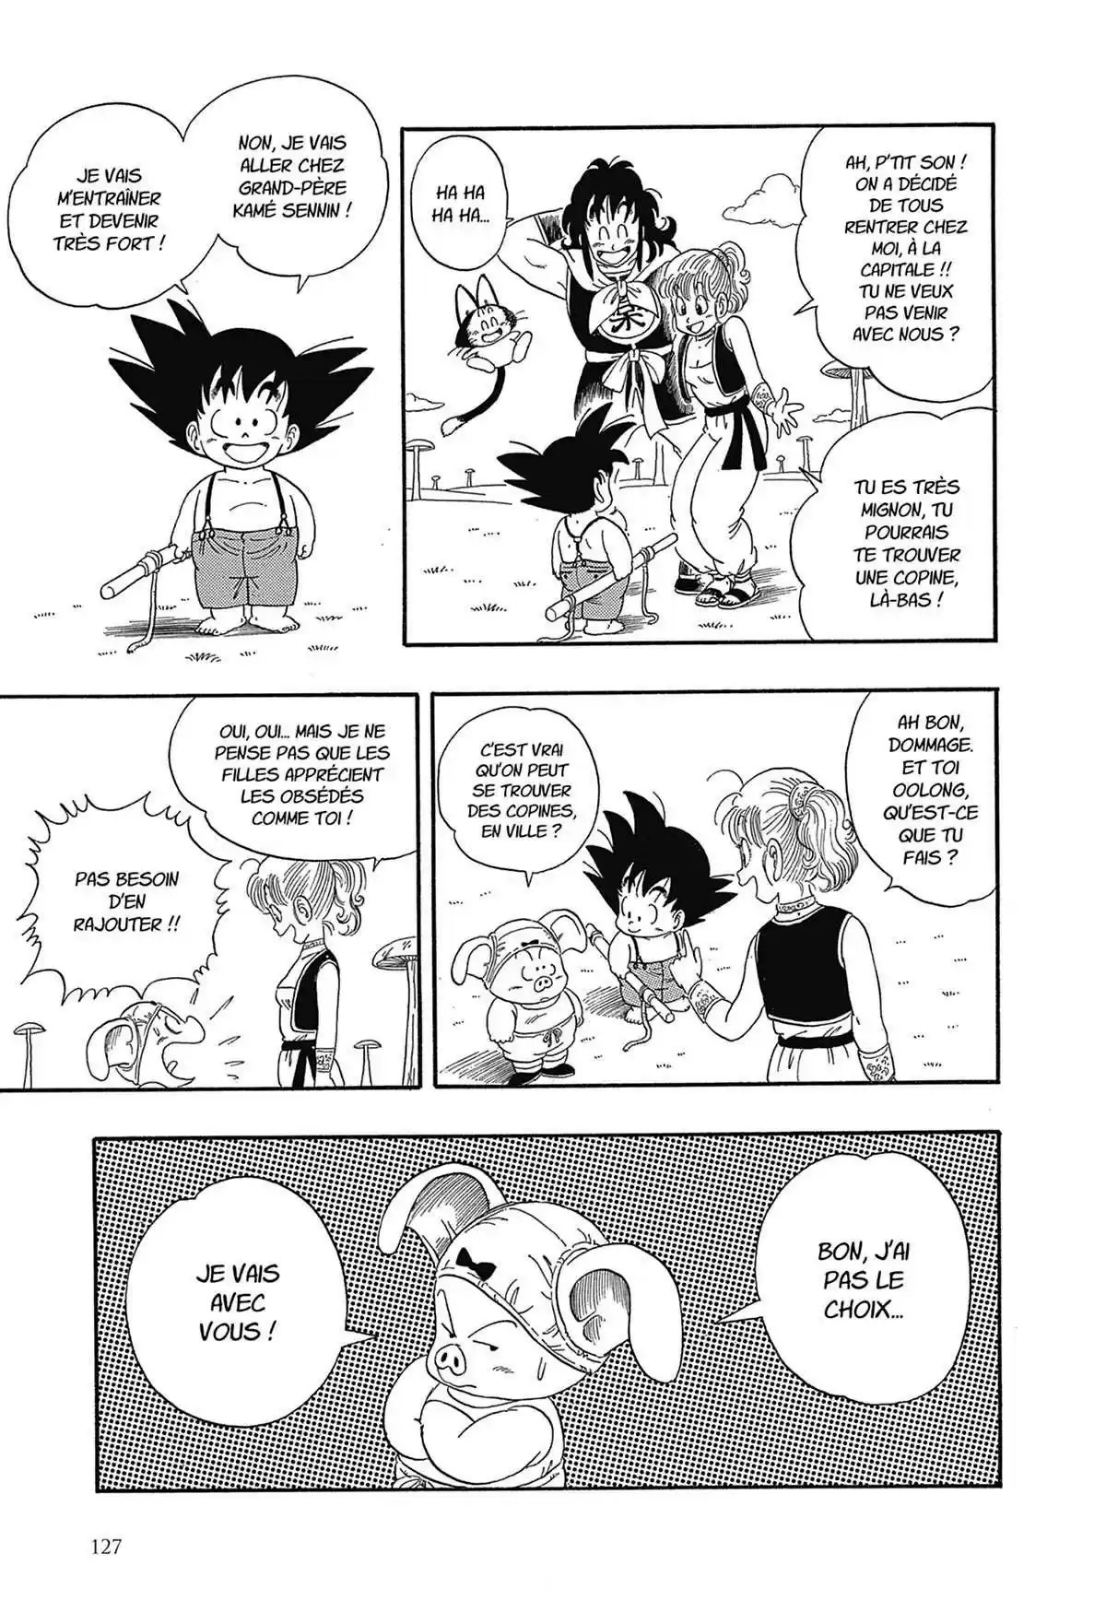 AH, P'TIT SON !
ON A DÉCIDÉ
DE TOUS
RENTRER CHEZ
MOI, À LA
CAPITALE !!
TU NE VEUX
PAS VENIR
AVEC NOUS ?
TU ES TRÈS
MIGNON, TU
POURRAIS
TE TROUVER
UNE COPINE,
LÀ-BAS !
HA HA
HA HA...
NON, JE VAIS
ALLER CHEZ
GRAND-PÈRE
KAMÉ SENNIN !
JE VAIS
M'ENTRAÎNER
ET DEVENIR
TRÈS FORT !
AH BON,
DOMMAGE.
ET TOI
OOLONG,
QU'EST-CE
QUE TU
FAIS ?
C'EST VRAI
QU'ON PEUT
SE TROUVER
DES COPINES,
EN VILLE ?
OUI, OUI... MAIS JE NE
PENSE PAS QUE LES
FILLES APPRÉCIENT
LES OBSÉDÉS
COMME TOI !
PAS BESOIN
D'EN
RAJOUTER !!
BON, J'AI
PAS LE
CHOIX...
JE VAIS
AVEC
VOUS !
127